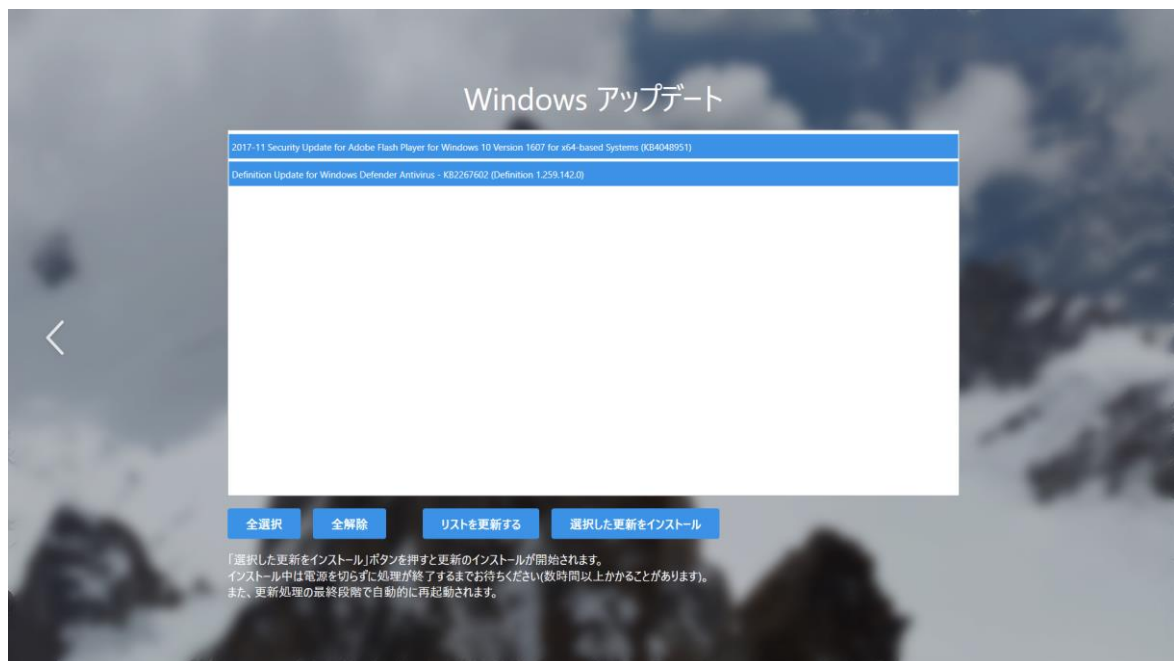 Windows アップデート
2017-11 Security Update for Adobe Flash Player for Windows 10 Version 1607 for x64-based Systems (KB4048951)
Definition Update for Windows Defender Antivirus - KB2267602 (Definition 1.259.142.0)
全選択 全解除 リストを更新する 選択した更新をインストール
「選択した更新をインストール」ボタンを押すと更新のインストールが開始されます。
インストール中は電源を切らずに処理が終了するまでお待ちください(数時間以上かかることがあります)。
また、更新処理の最終段階で自動的に再起動されます。